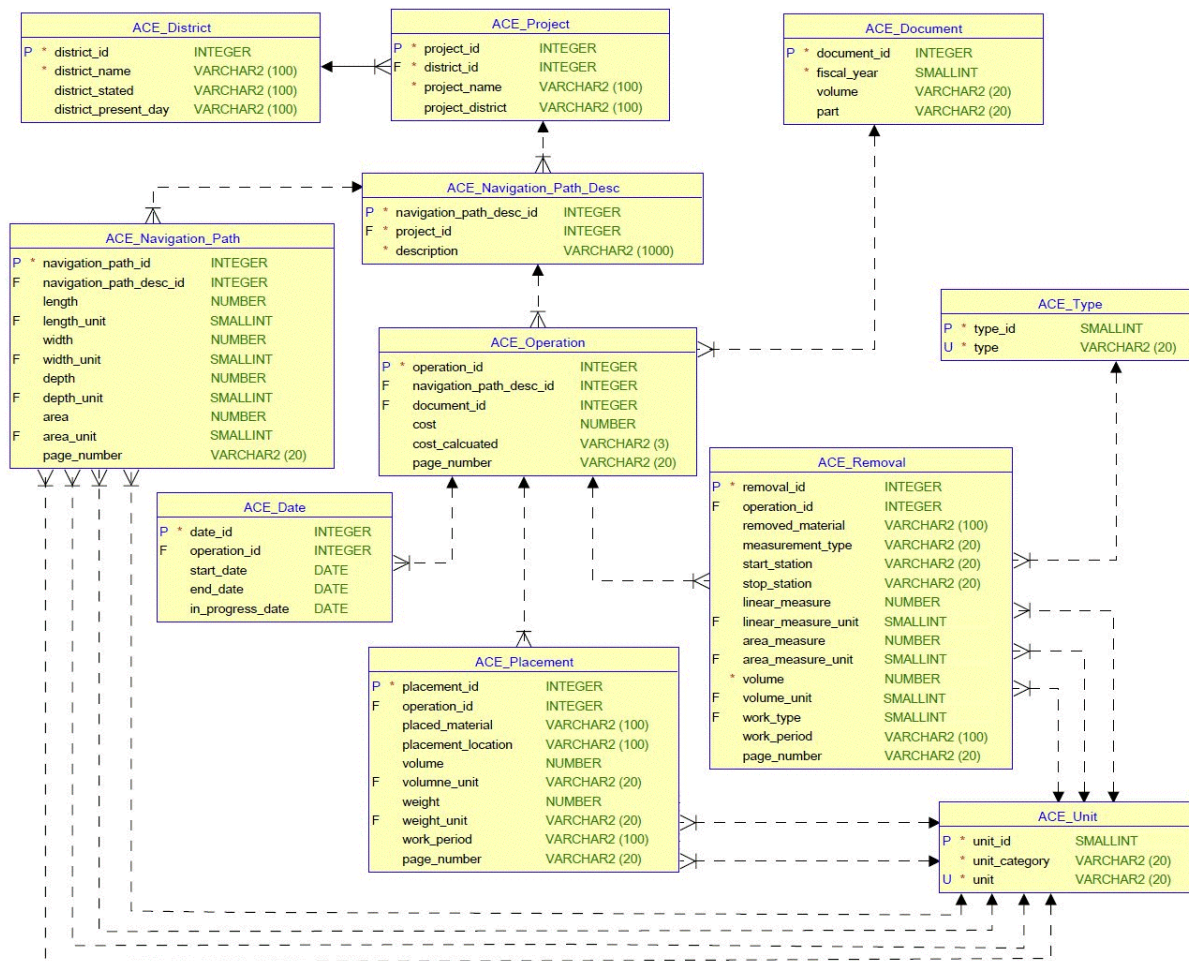 ACE_District
P * district_id INTEGER
* district_name VARCHAR2 (100)
district_stated VARCHAR2 (100)
district_present_day VARCHAR2 (100)
ACE_Project
P * project_id INTEGER
F * district_id INTEGER
* project_name VARCHAR2 (100)
project_district VARCHAR2 (100)
ACE_Document
P * document_id INTEGER
* fiscal_year SMALLINT
volume VARCHAR2 (20)
part VARCHAR2 (20)
ACE_Navigation_Path_Desc
P * navigation_path_desc_id INTEGER
F * project_id INTEGER
* description VARCHAR2 (1000)
ACE_Navigation_Path
P * navigation_path_id INTEGER
F navigation_path_desc_id INTEGER
length NUMBER
F length_unit SMALLINT
width NUMBER
F width_unit SMALLINT
depth NUMBER
F depth_unit SMALLINT
area NUMBER
F area_unit SMALLINT
page_number VARCHAR2 (20)
ACE_Type
P * type_id SMALLINT
U * type VARCHAR2 (20)
ACE_Operation
P * operation_id INTEGER
F navigation_path_desc_id INTEGER
F document_id INTEGER
cost NUMBER
cost_calcuated VARCHAR2 (3)
page_number VARCHAR2 (20)
ACE_Removal
P * removal_id INTEGER
F operation_id INTEGER
removed_material VARCHAR2 (100)
measurement_type VARCHAR2 (20)
start_station VARCHAR2 (20)
stop_station VARCHAR2 (20)
linear_measure NUMBER
F linear_measure_unit SMALLINT
area_measure NUMBER
F area_measure_unit SMALLINT
* volume NUMBER
F volume_unit SMALLINT
F work_type SMALLINT
work_period VARCHAR2 (100)
page_number VARCHAR2 (20)
ACE_Date
P * date_id INTEGER
F operation_id INTEGER
start_date DATE
end_date DATE
in_progress_date DATE
ACE_Placement
P * placement_id INTEGER
F operation_id INTEGER
placed_material VARCHAR2 (100)
placement_location VARCHAR2 (100)
volume NUMBER
F volumne_unit VARCHAR2 (20)
weight NUMBER
F weight_unit VARCHAR2 (20)
work_period VARCHAR2 (100)
page_number VARCHAR2 (20)
ACE_Unit
P * unit_id SMALLINT
* unit_category VARCHAR2 (20)
U * unit VARCHAR2 (20)